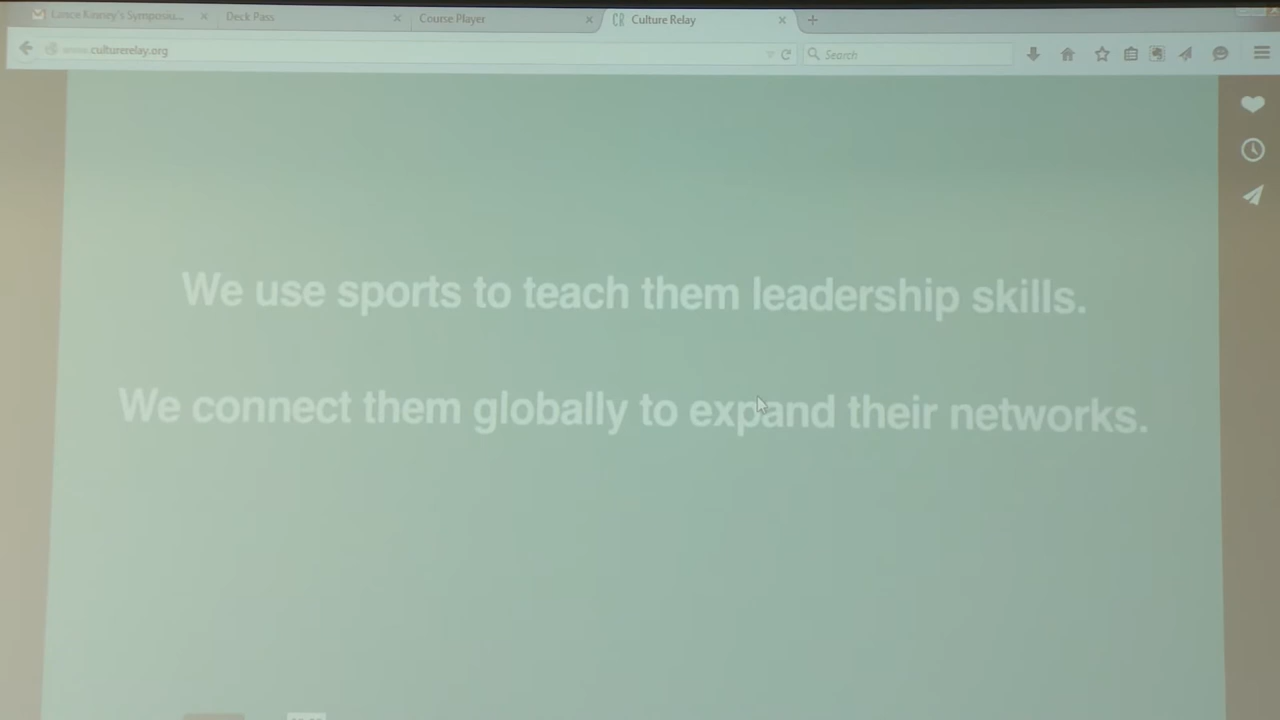 Lance Kinney's Symposiu...
Deck Pass
Course Player
CR Culture Relay
www.culturerelay.org
Search
We use sports to teach them leadership skills.
We connect them globally to expand their networks.